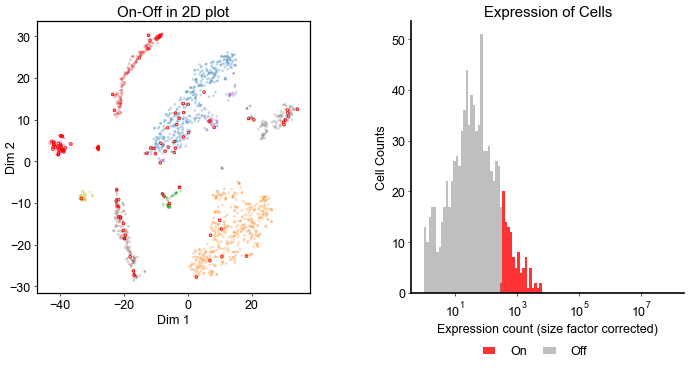 On-Off in 2D plot
30
20
10
0
−10
−20
−30
Dim 2
−40
−20
0
20
Dim 1
Expression of Cells
50
40
30
20
10
0
Cell Counts
10^1
10^3
10^5
10^7
Expression count (size factor corrected)
On
Off